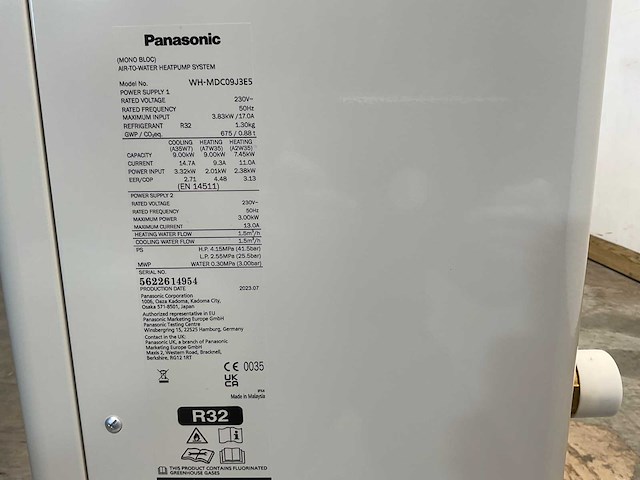 Panasonic
(MONO BLOC)
AIR-TO-WATER HEATPUMP SYSTEM
Model No. WH-MDC09J3E5
POWER SUPPLY 1
RATED VOLTAGE 230V~
RATED FREQUENCY 50Hz
MAXIMUM INPUT 3.83kW/17.0A
REFRIGERANT R32 1.30kg
GWP / CO₂eq. 675 / 0.88 t
COOLING HEATING HEATING
(A35W7) (A7W35) (A2W35)
CAPACITY 9.00kW 9.00kW 7.45kW
CURRENT 14.7A 9.3A 11.0A
POWER INPUT 3.32kW 2.01kW 2.38kW
EER/COP 2.71 4.48 3.13
(EN 14511)
POWER SUPPLY 2
RATED VOLTAGE 230V~
RATED FREQUENCY 50Hz
MAXIMUM POWER 3.00kW
MAXIMUM CURRENT 13.0A
HEATING WATER FLOW 1.5m³/h
COOLING WATER FLOW 1.5m³/h
PS H.P. 4.15MPa (41.5bar)
L.P. 2.55MPa (25.5bar)
MWP WATER 0.30MPa (3.00bar)
SERIAL NO.
5622614954
PRODUCTION DATE 2023.07
Panasonic Corporation
1006, Oaza Kadoma, Kadoma City,
Osaka 571-8501, Japan
Authorized representative in EU
Panasonic Marketing Europe GmbH
Panasonic Testing Centre
Winsbergring 15, 22525 Hamburg, Germany
Contact in the UK:
Panasonic UK, a branch of Panasonic
Marketing Europe GmbH
Maxis 2, Western Road, Bracknell,
Berkshire, RG12 1RT
CE 0035
UK
CA
IPX4
Made in Malaysia
R32
THIS PRODUCT CONTAINS FLUORINATED
GREENHOUSE GASES